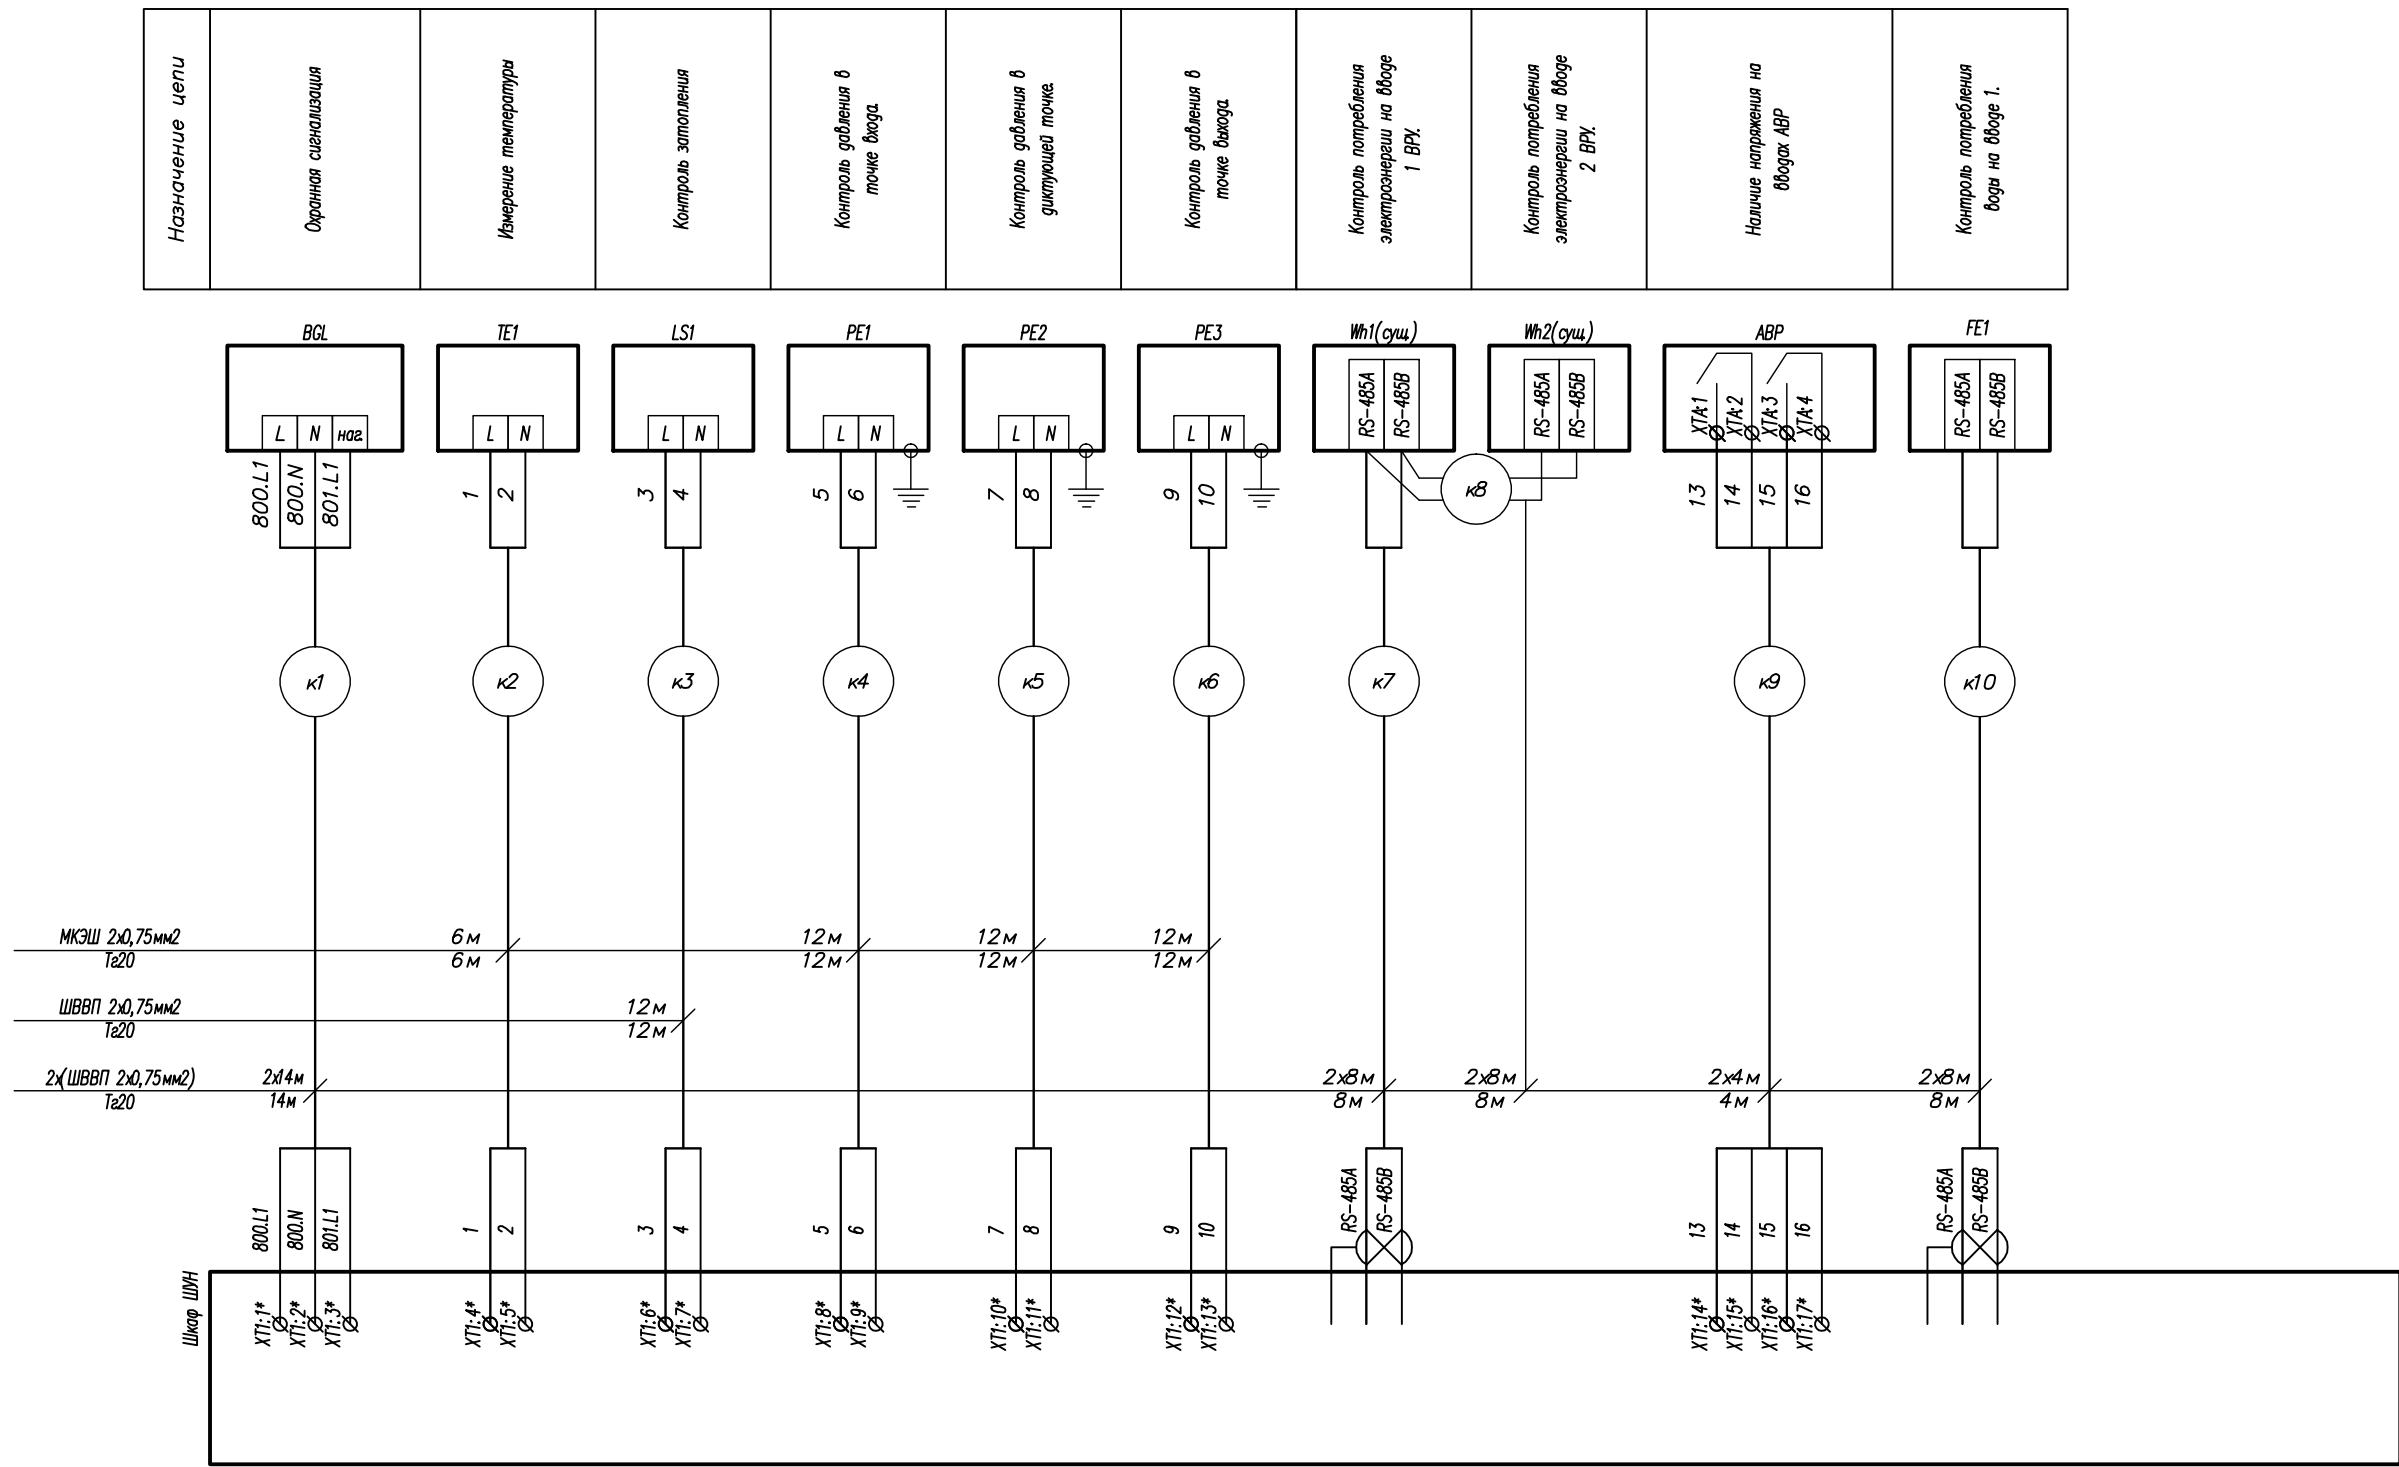 Назначение цепи
Охранная сигнализация
Измерение температуры
Контроль затопления
Контроль давления в
точке входа.
Контроль давления в
диктующей точке.
Контроль давления в
точке выхода.
Контроль потребления
электроэнергии на вводе
1 ВРУ.
Контроль потребления
электроэнергии на вводе
2 ВРУ.
Наличие напряжения на
вводах АВР
Контроль потребления
воды на вводе 1.
BGL
TE1
LS1
PE1
PE2
PE3
Wh1(сущ.)
Wh2(сущ.)
АВР
FE1
L N наг.
L N
L N
L N
L N
L N
RS-485A
RS-485B
RS-485A
RS-485B
XTA:1
XTA:2
XTA:3
XTA:4
RS-485A
RS-485B
800.L1
800.N
801.L1
1
2
3
4
5
6
7
8
9
10
к8
13
14
15
16
к1
к2
к3
к4
к5
к6
к7
к9
к10
МКЭШ 2х0,75мм2
6м
12м
12м
12м
Тг20
6м
12м
12м
12м
ШВВП 2х0,75мм2
12м
Тг20
12м
2х(ШВВП 2х0,75мм2)
2х14м
2х8м
2х8м
2х4м
2х8м
Тг20
14м
8м
8м
4м
8м
800.L1
800.N
801.L1
1
2
3
4
5
6
7
8
9
10
RS-485A
RS-485B
13
14
15
16
RS-485A
RS-485B
Шкаф ШУН
XT1:1*
XT1:2*
XT1:3*
XT1:4*
XT1:5*
XT1:6*
XT1:7*
XT1:8*
XT1:9*
XT1:10*
XT1:11*
XT1:12*
XT1:13*
XT1:14*
XT1:15*
XT1:16*
XT1:17*